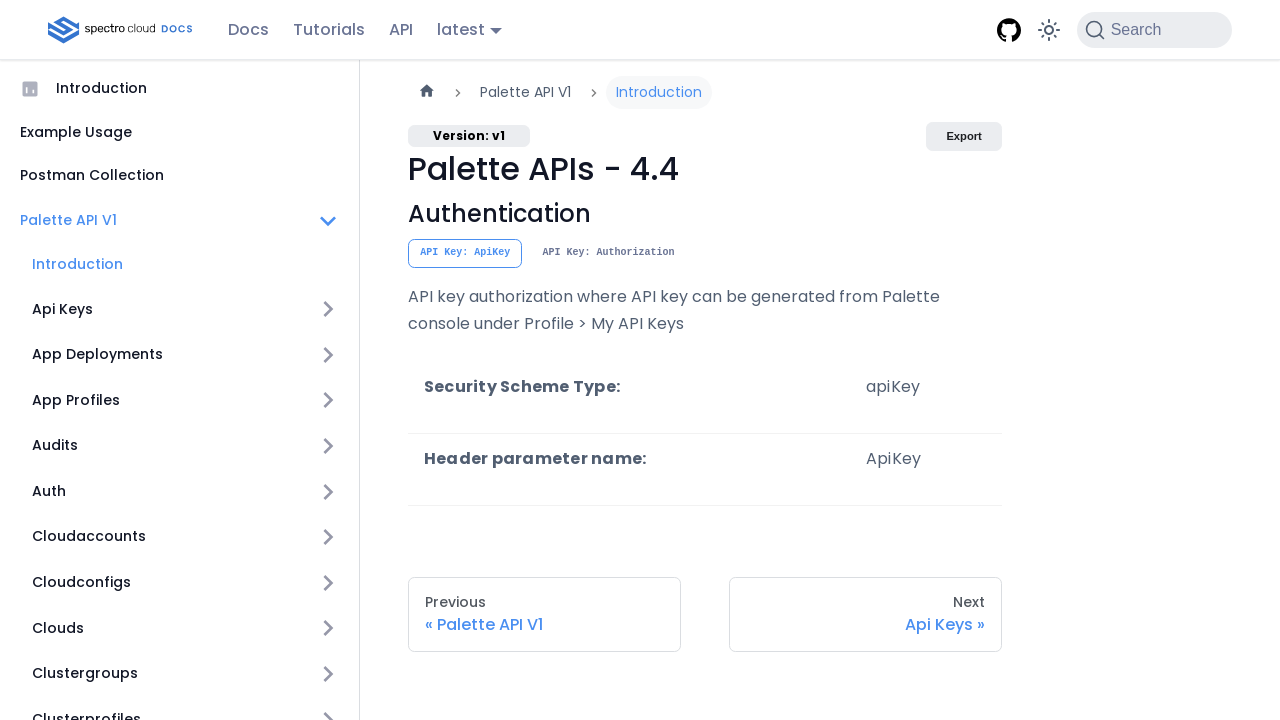 spectro cloud DOCS
Docs
Tutorials
API
latest
Search
Introduction
Example Usage
Postman Collection
Palette API V1
Introduction
Api Keys
App Deployments
App Profiles
Audits
Auth
Cloudaccounts
Cloudconfigs
Clouds
Clustergroups
Clusterprofiles
Palette API V1
Introduction
Version: v1
Export
Palette APIs - 4.4
Authentication
API Key: ApiKey
API Key: Authorization
API key authorization where API key can be generated from Palette
console under Profile > My API Keys
Security Scheme Type: apiKey
Header parameter name: ApiKey
Previous
« Palette API V1
Next
Api Keys »